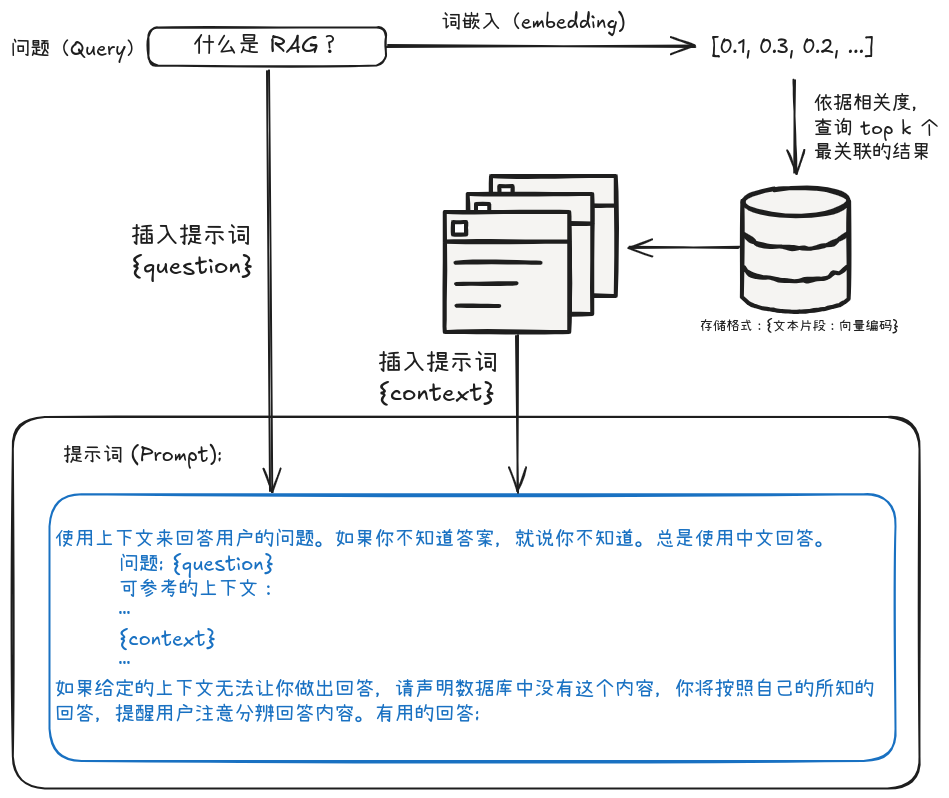 问题（Query）
什么是 RAG？
词嵌入（embedding）
[0.1, 0.3, 0.2, ...]
依据相关度，
查询 top k 个
最关联的结果
插入提示词
{question}
存储格式：{文本片段：向量编码}
插入提示词
{context}
提示词 (Prompt):
使用上下文来回答用户的问题。如果你不知道答案，就说你不知道。总是使用中文回答。
问题: {question}
可参考的上下文：
...
{context}
...
如果给定的上下文无法让你做出回答，请声明数据库中没有这个内容，你将按照自己的所知的
回答，提醒用户注意分辨回答内容。有用的回答: